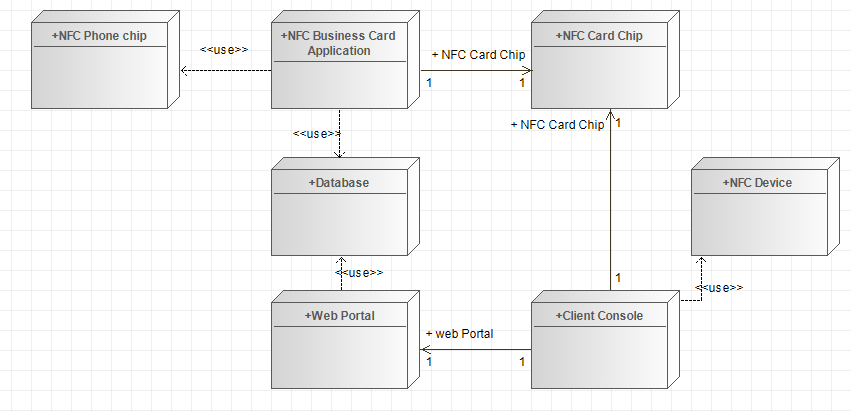 +NFC Phone chip
<<use>>
+NFC Business Card
Application
+ NFC Card Chip
1
1
+NFC Card Chip
<<use>>
+ NFC Card Chip
1
+Database
+NFC Device
<<use>>
1
<<use>>
+Web Portal
+ web Portal
1
1
+Client Console